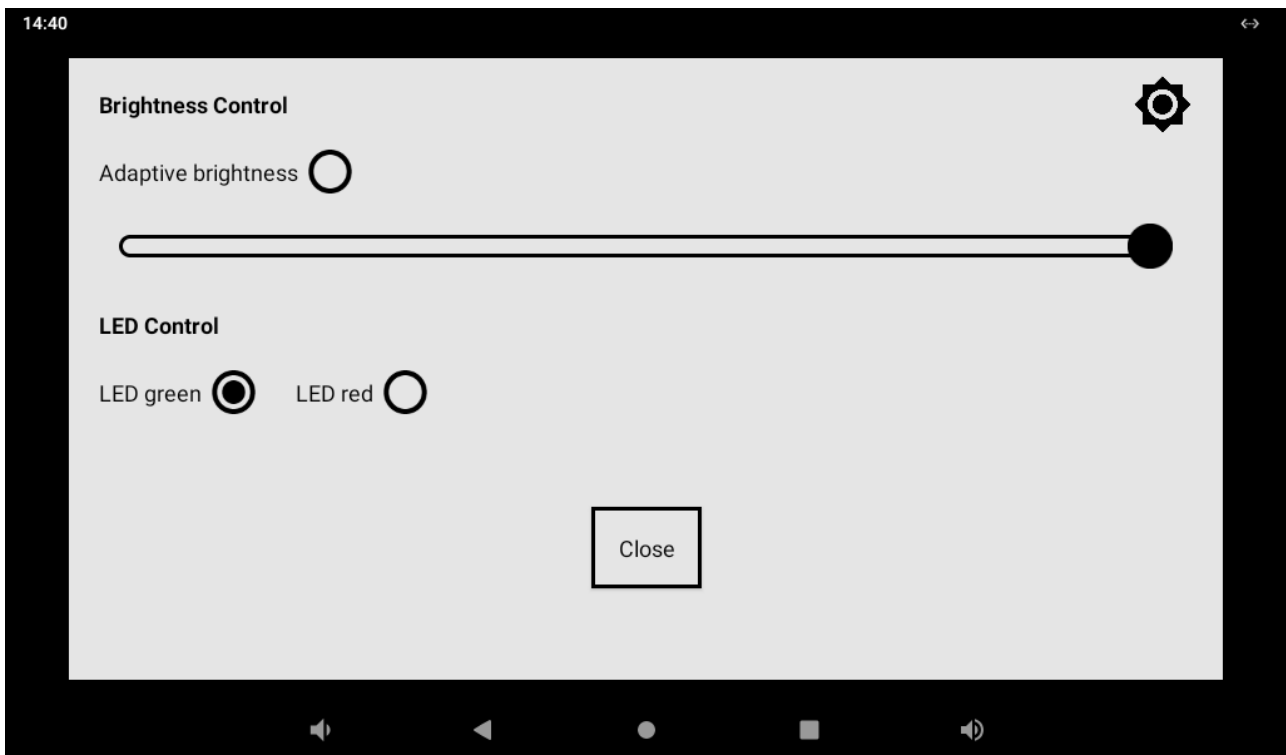 14:40
Brightness Control
Adaptive brightness
LED Control
LED green LED red
Close